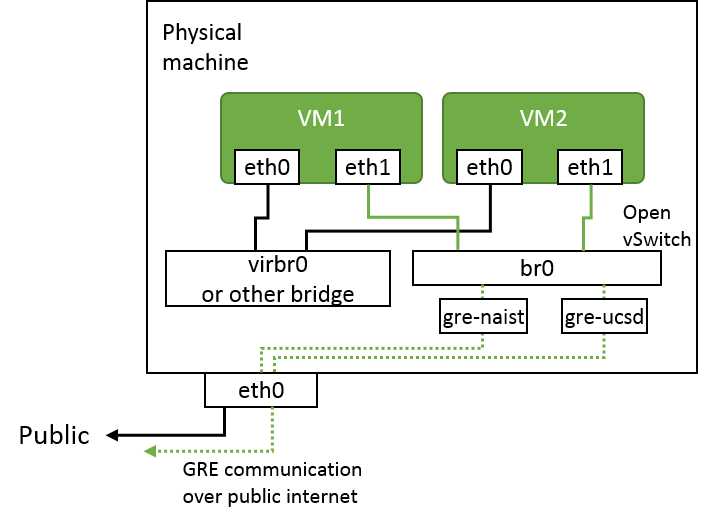 Physical
machine
VM1
VM2
eth0
eth1
eth0
eth1
Open
vSwitch
virbr0
or other bridge
br0
gre-naist
gre-ucsd
eth0
Public
GRE communication
over public internet